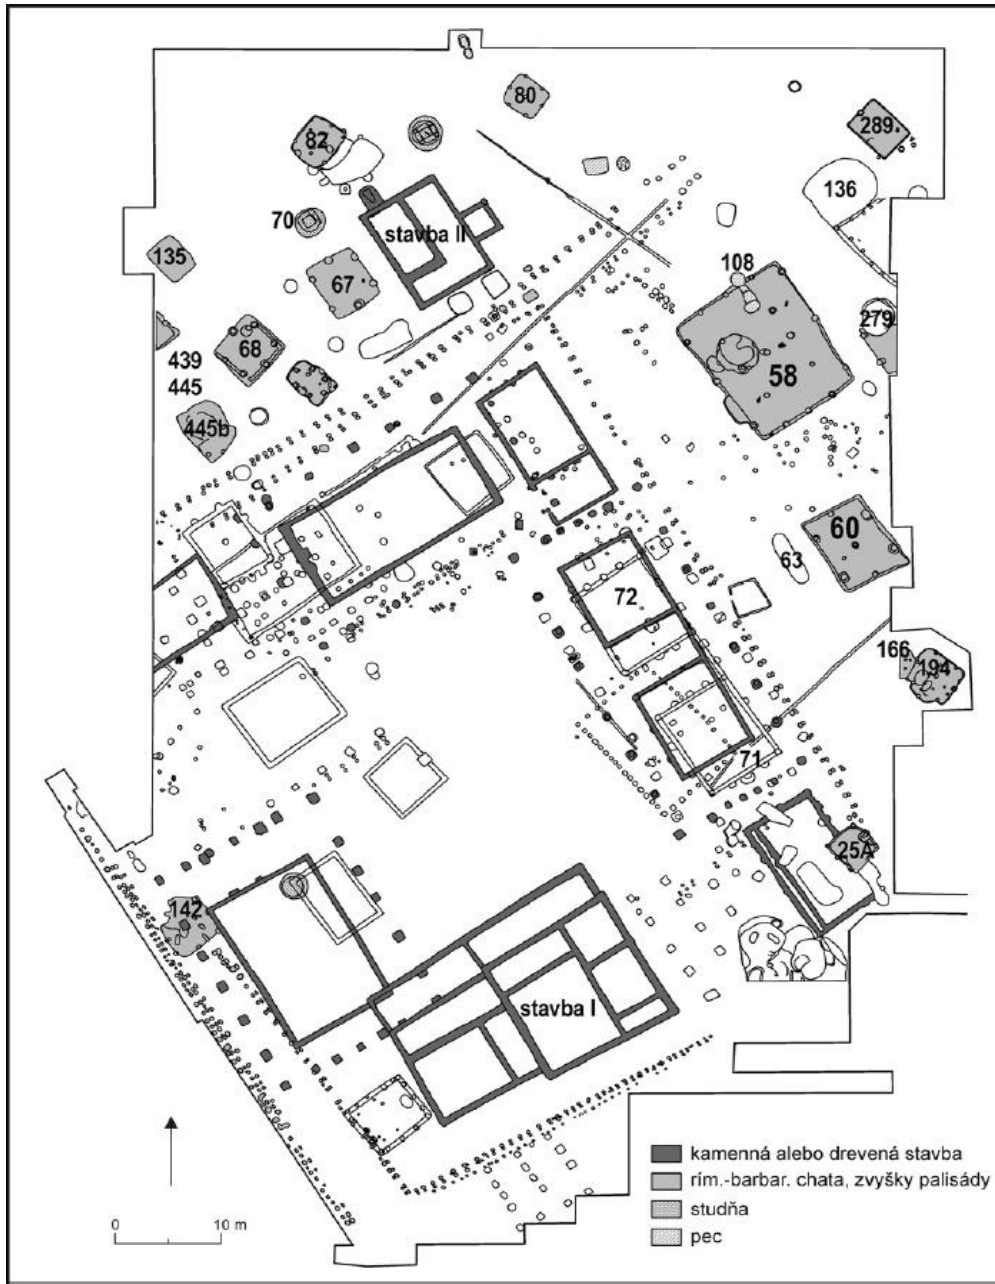 80
289
82
136
70
stavba II
135
67
108
279
68
439
58
445
445b
60
63
72
166
194
71
25A
142
stavba I
kamenná alebo drevená stavba
rím.-barbar. chata, zvyšky palisády
studňa
pec
0 10 m